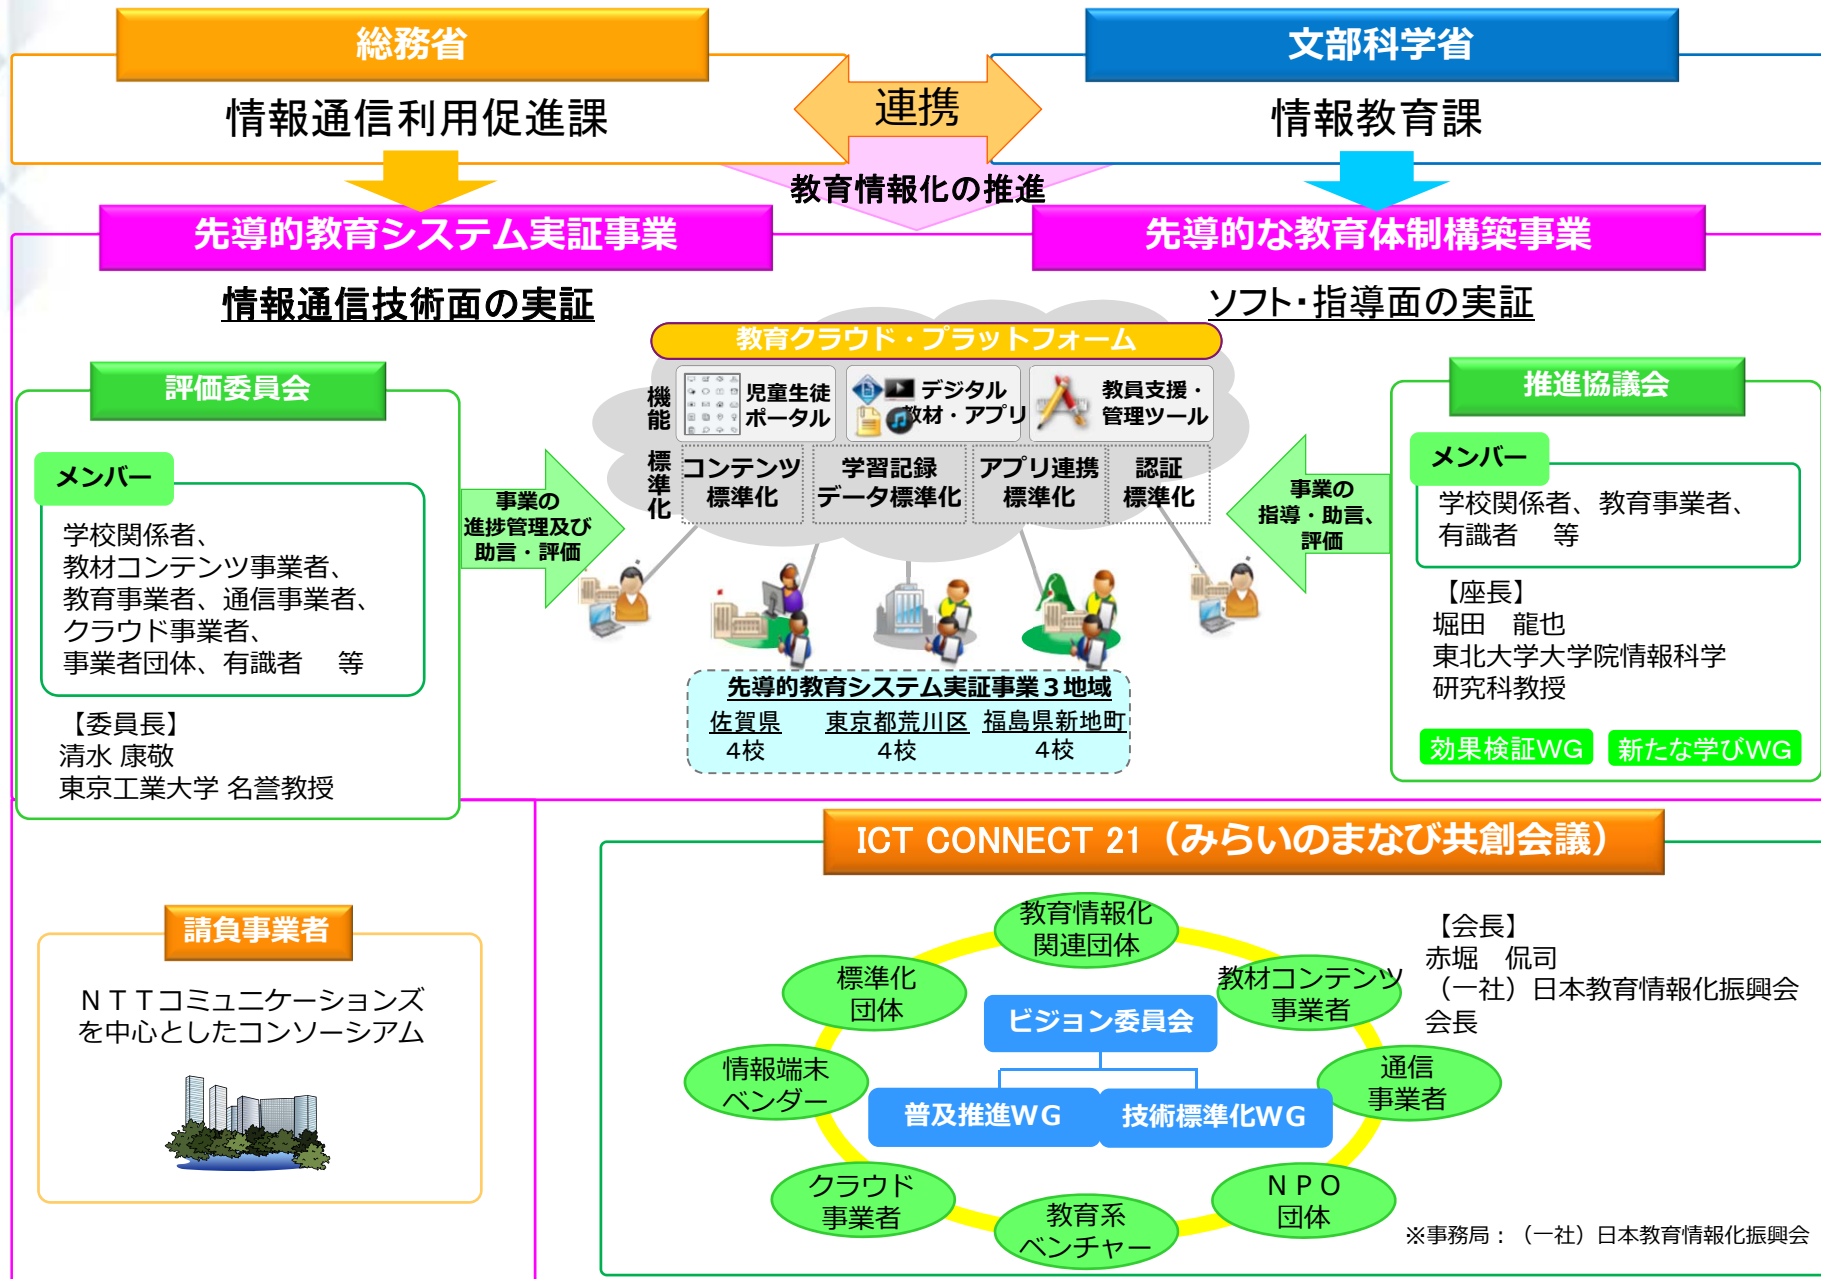 総務省
文部科学省
連携
情報通信利用促進課
情報教育課
教育情報化の推進
先導的教育システム実証事業
先導的な教育体制構築事業
情報通信技術面の実証
ソフト・指導面の実証
教育クラウド・プラットフォーム
機能
児童生徒
ポータル
デジタル
教材・アプリ
教員支援・
管理ツール
標準化
コンテンツ
標準化
学習記録
データ標準化
アプリ連携
標準化
認証
標準化
評価委員会
メンバー
学校関係者、
教材コンテンツ事業者、
教育事業者、通信事業者、
クラウド事業者、
事業者団体、有識者　等
【委員長】
清水 康敬
東京工業大学 名誉教授
事業の
進捗管理及び
助言・評価
事業の
指導・助言、
評価
推進協議会
メンバー
学校関係者、教育事業者、
有識者　等
【座長】
堀田　龍也
東北大学大学院情報科学
研究科教授
効果検証WG
新たな学びWG
先導的教育システム実証事業３地域
佐賀県
4校
東京都荒川区
4校
福島県新地町
4校
請負事業者
ＮＴＴコミュニケーションズ
を中心としたコンソーシアム
ICT CONNECT 21（みらいのまなび共創会議）
教育情報化
関連団体
標準化
団体
教材コンテンツ
事業者
ビジョン委員会
情報端末
ベンダー
通信
事業者
普及推進WG
技術標準化WG
クラウド
事業者
教育系
ベンチャー
ＮＰＯ
団体
【会長】
赤堀　侃司
（一社）日本教育情報化振興会
会長
※事務局：（一社）日本教育情報化振興会